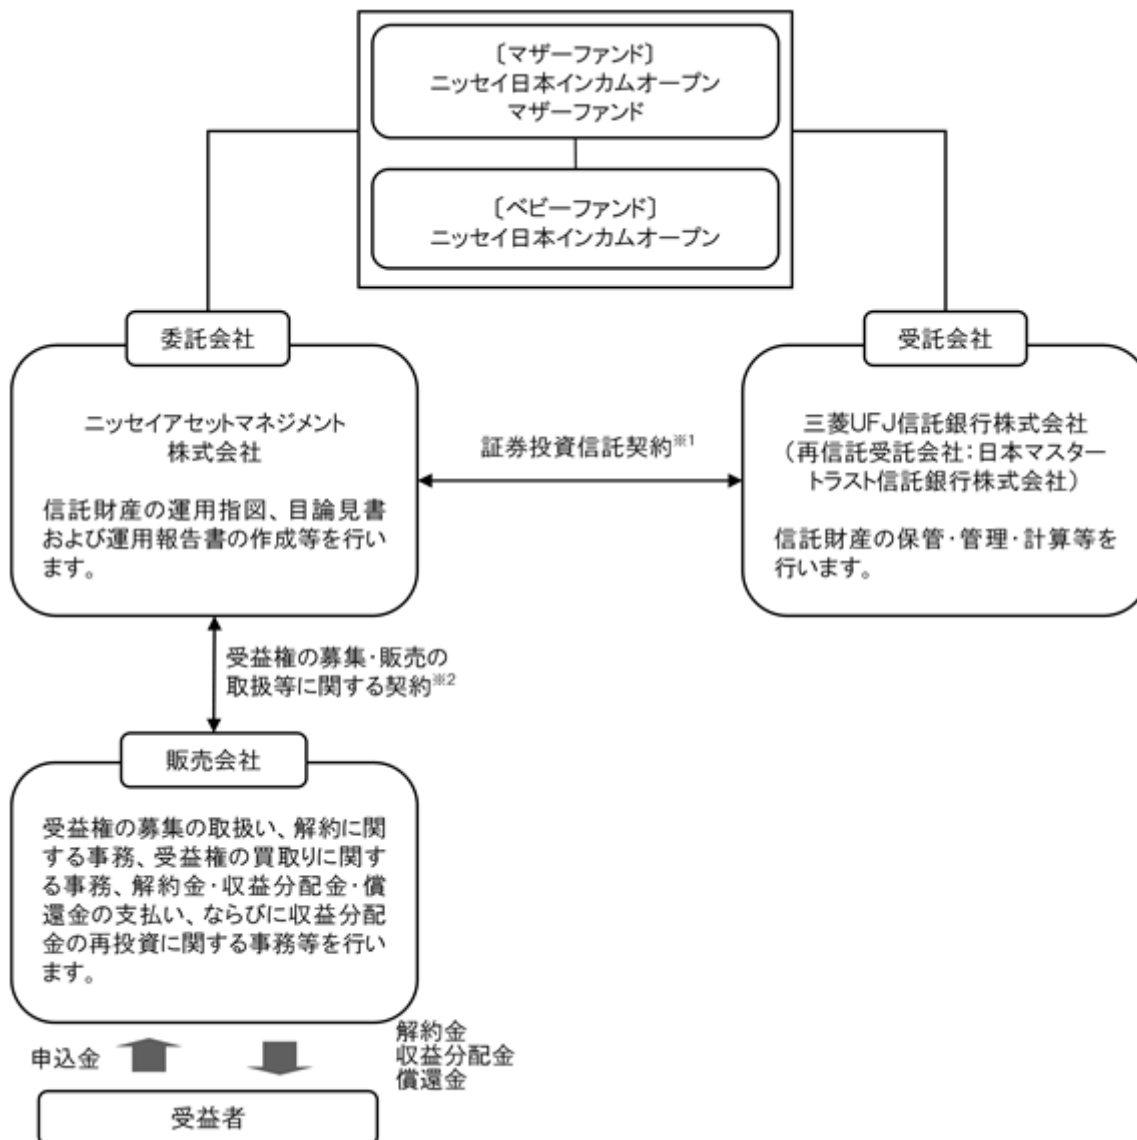 〔マザーファンド〕
ニッセイ日本インカムオープン
マザーファンド
〔ベビーファンド〕
ニッセイ日本インカムオープン
委託会社
ニッセイアセットマネジメント
株式会社
信託財産の運用指図、目論見書
および運用報告書の作成等を行い
ます。
証券投資信託契約※1
受託会社
三菱UFJ信託銀行株式会社
（再信託受託会社：日本マスター
トラスト信託銀行株式会社）
信託財産の保管・管理・計算等を
行います。
受益権の募集・販売の
取扱等に関する契約※2
販売会社
受益権の募集の取扱い、解約に関
する事務、受益権の買取りに関す
る事務、解約金・収益分配金・償
還金の支払い、ならびに収益分配
金の再投資に関する事務等を行い
ます。
申込金
解約金
収益分配金
償還金
受益者